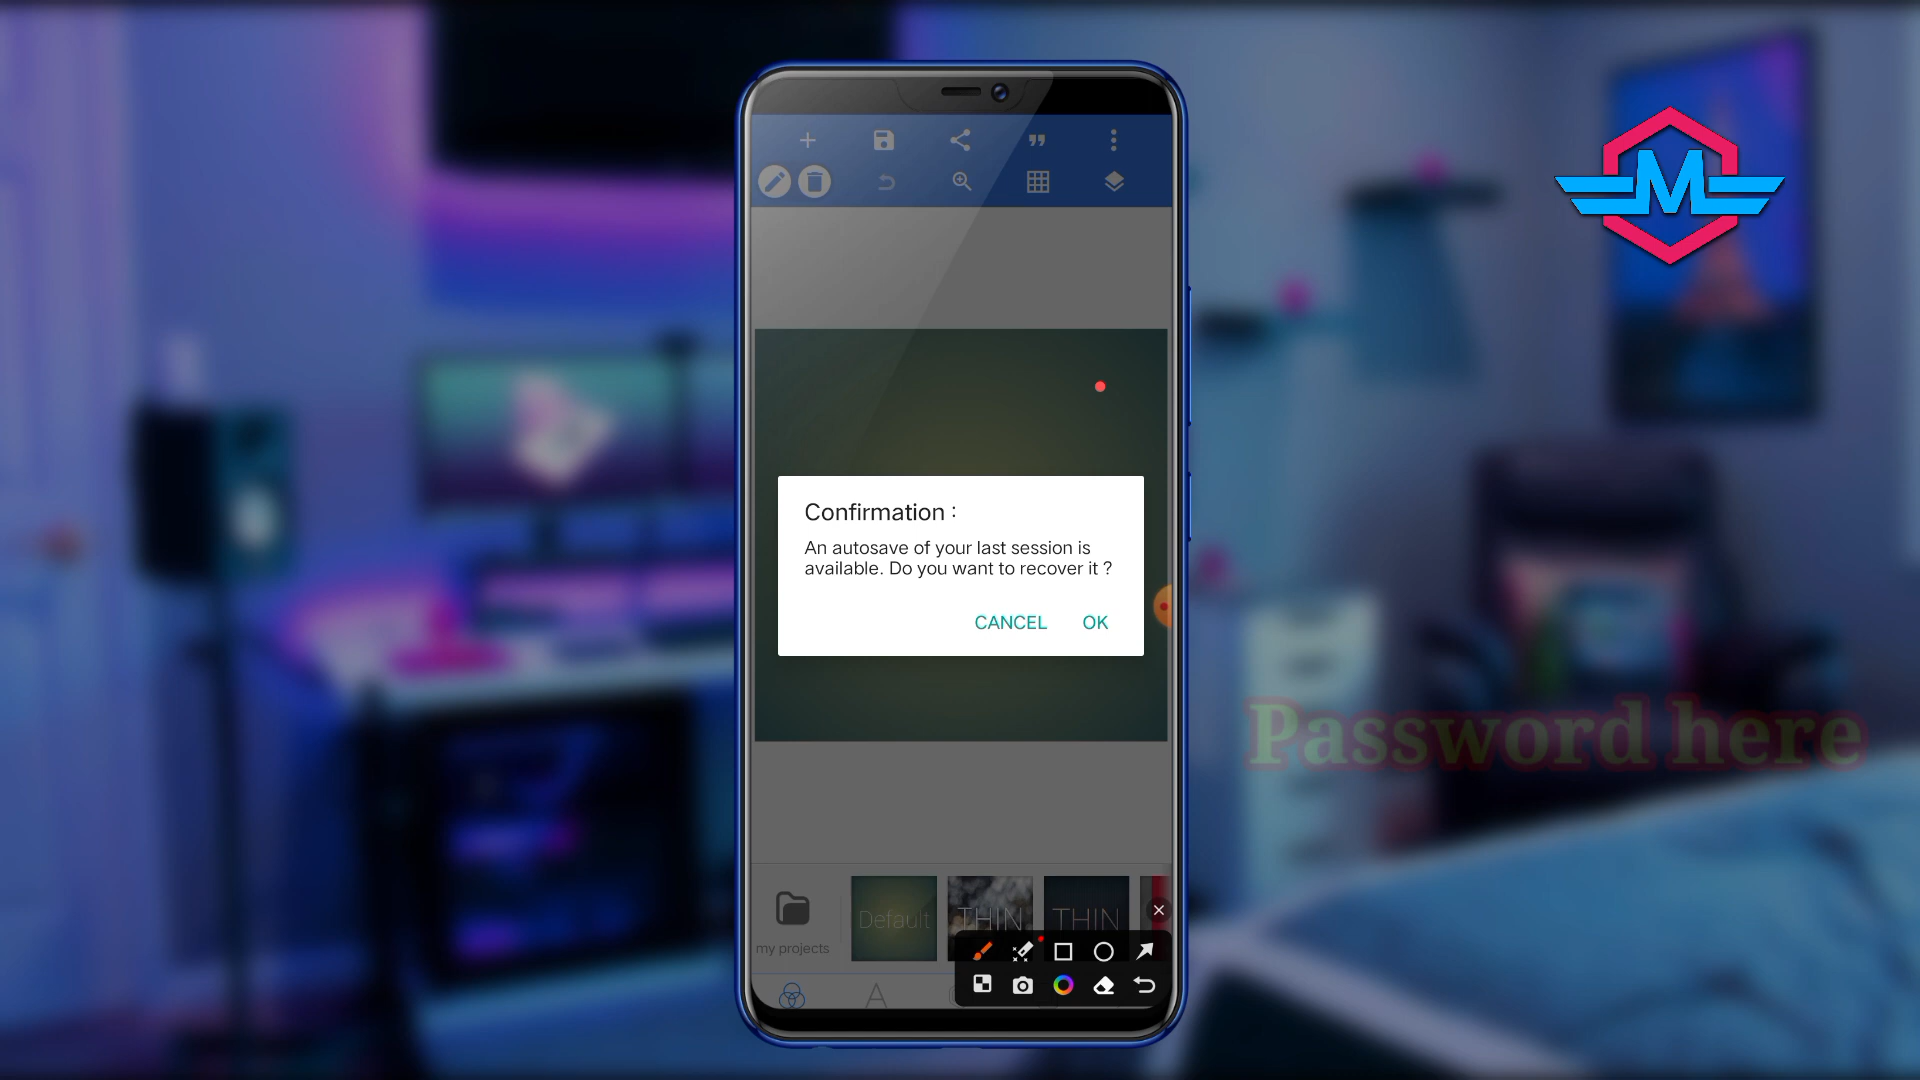 M
Confirmation :
An autosave of your last session is
available. Do you want to recover it ?
CANCEL OK
Password here
Default
THIN
THIN
my projects
A